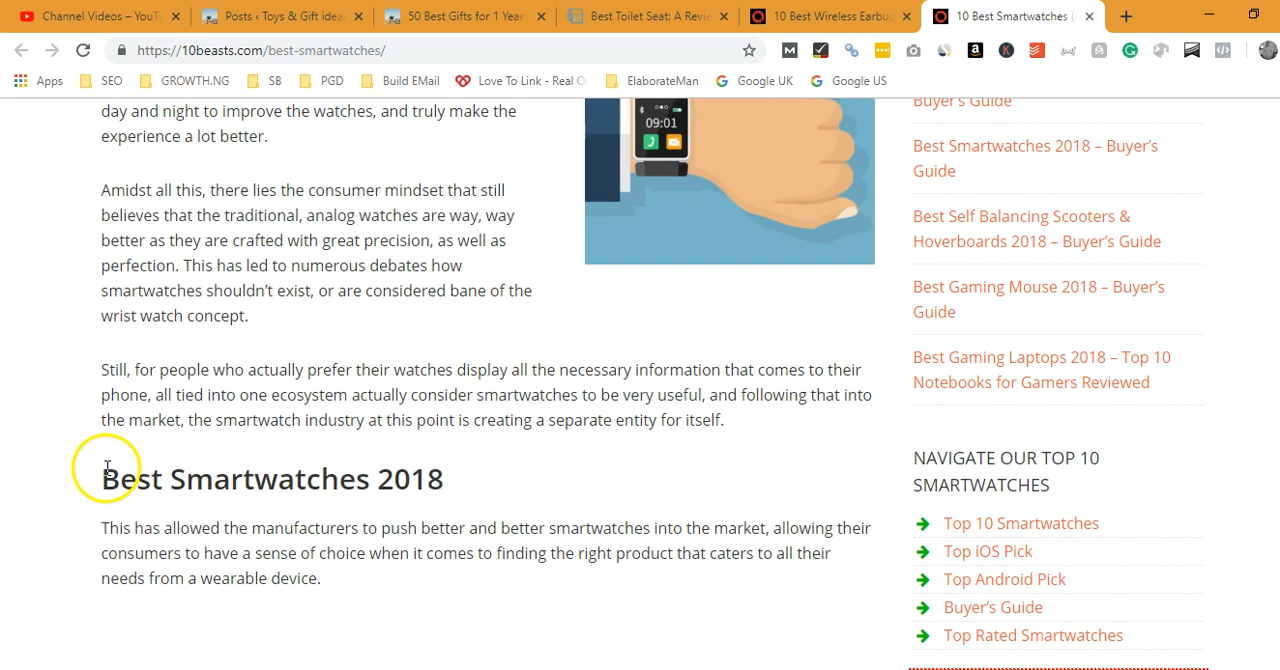 Channel Videos – YouT
Posts ‹ Toys & Gift idea
50 Best Gifts for 1 Year
Best Toilet Seat: A Revi
10 Best Wireless Earbu
10 Best Smartwatches (
https://10beasts.com/best-smartwatches/
Apps
SEO
GROWTH.NG
SB
PGD
Build EMail
Love To Link - Real O
ElaborateMan
Google UK
Google US
day and night to improve the watches, and truly make the
experience a lot better.
Amidst all this, there lies the consumer mindset that still
believes that the traditional, analog watches are way, way
better as they are crafted with great precision, as well as
perfection. This has led to numerous debates how
smartwatches shouldn't exist, or are considered bane of the
wrist watch concept.
09:01
Still, for people who actually prefer their watches display all the necessary information that comes to their
phone, all tied into one ecosystem actually consider smartwatches to be very useful, and following that into
the market, the smartwatch industry at this point is creating a separate entity for itself.
Best Smartwatches 2018
This has allowed the manufacturers to push better and better smartwatches into the market, allowing their
consumers to have a sense of choice when it comes to finding the right product that caters to all their
needs from a wearable device.
Buyer's Guide
Best Smartwatches 2018 – Buyer's
Guide
Best Self Balancing Scooters &
Hoverboards 2018 – Buyer's Guide
Best Gaming Mouse 2018 – Buyer's
Guide
Best Gaming Laptops 2018 – Top 10
Notebooks for Gamers Reviewed
NAVIGATE OUR TOP 10
SMARTWATCHES
Top 10 Smartwatches
Top iOS Pick
Top Android Pick
Buyer's Guide
Top Rated Smartwatches